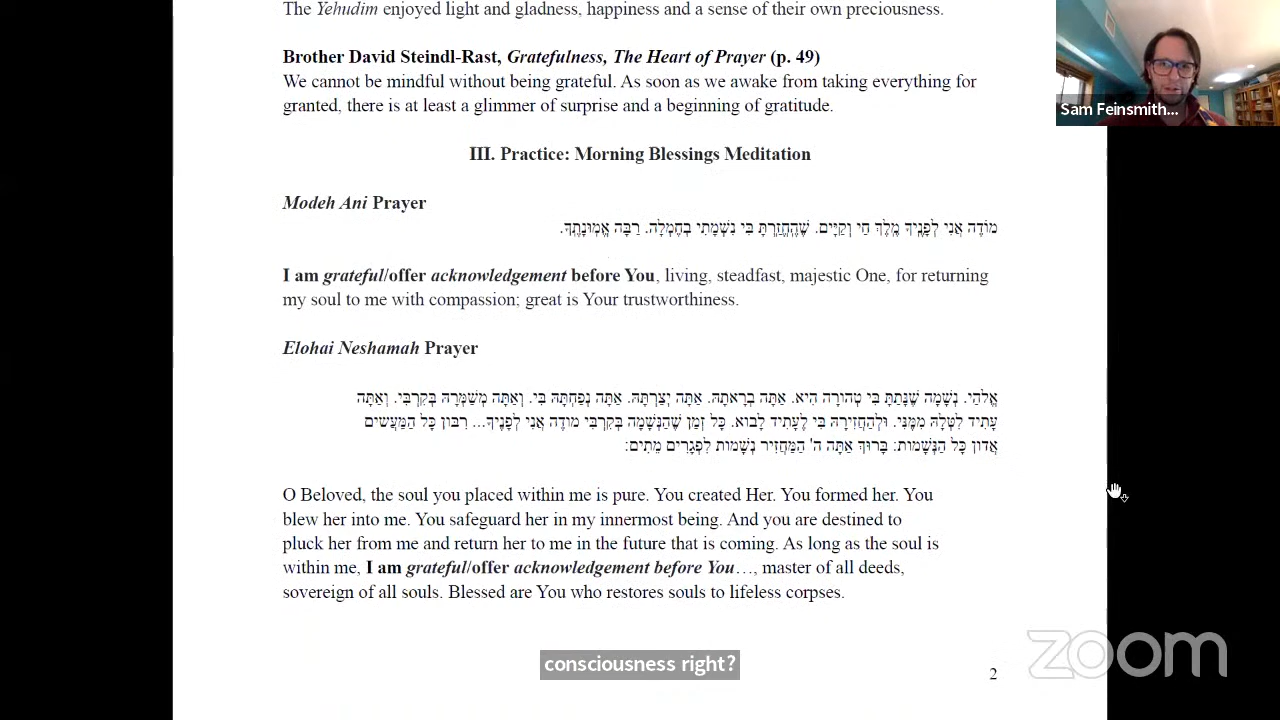 The Yehudim enjoyed light and gladness, happiness and a sense of their own preciousness.
Sam Feinsmith...
Brother David Steindl-Rast, Gratefulness, The Heart of Prayer (p. 49)
We cannot be mindful without being grateful. As soon as we awake from taking everything for
granted, there is at least a glimmer of surprise and a beginning of gratitude.
III. Practice: Morning Blessings Meditation
Modeh Ani Prayer
מוֹדֶה אֲנִי לְפָנֶֽיךָ מֶֽלֶךְ חַי וְקַיָּים. שֶׁהֶֽחֱזַֽרְתָּ בִּי נִשְׁמָתִי בְּחֶמְלָה. רַבָּה אֱמֽוּנָתֶֽךָ.
I am grateful/offer acknowledgement before You, living, steadfast, majestic One, for returning
my soul to me with compassion; great is Your trustworthiness.
Elohai Neshamah Prayer
אֱלֹהַי. נְשָׁמָה שֶׁנָּתַתָּ בִּי טְהוֹרָה הִיא. אַתָּה בְרָאתָהּ. אַתָּה יְצַרְתָּהּ. אַתָּה נְפַחְתָּהּ בִּי. וְאַתָּה מְשַׁמְּרָהּ בְּקִרְבִּי. וְאַתָּה
עָתִיד לִטְּלָהּ מִמֶּנִּי. וּלְהַחֲזִירָהּ בִּי לֶעָתִיד לָבוֹא. כָּל זְמַן שֶׁהַנְּשָׁמָה בְקִרְבִּי מוֹדֶה אֲנִי לְפָנֶיךָ... רִבּוֹן כָּל הַמַּעֲשִׂים
אֲדוֹן כָּל הַנְּשָׁמוֹת: בָּרוּךְ אַתָּה ה' הַמַּחֲזִיר נְשָׁמוֹת לִפְגָרִים מֵתִים:
O Beloved, the soul you placed within me is pure. You created Her. You formed her. You
blew her into me. You safeguard her in my innermost being. And you are destined to
pluck her from me and return her to me in the future that is coming. As long as the soul is
within me, I am grateful/offer acknowledgement before You…, master of all deeds,
sovereign of all souls. Blessed are You who restores souls to lifeless corpses.
consciousness right?
zoom
2